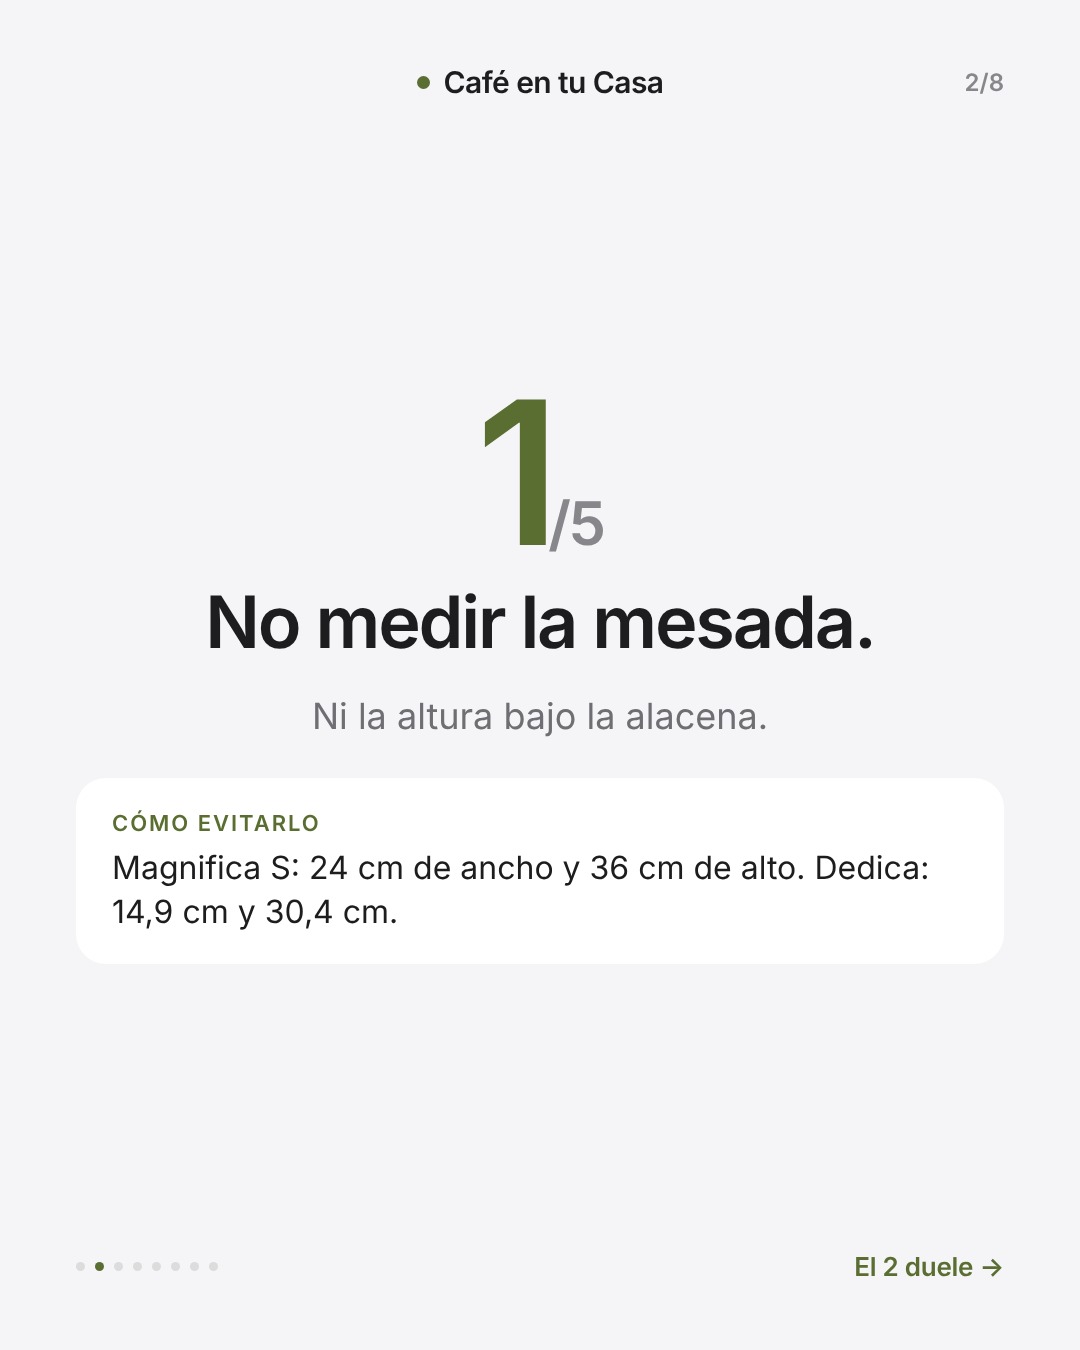 Café en tu Casa
2/8
1/5
No medir la mesada.
Ni la altura bajo la alacena.
CÓMO EVITARLO
Magnifica S: 24 cm de ancho y 36 cm de alto. Dedica:
14,9 cm y 30,4 cm.
El 2 duele →